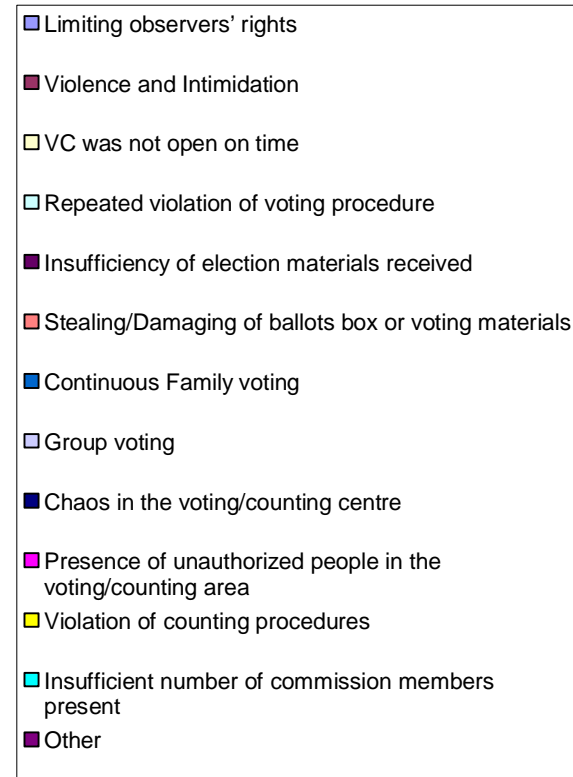 Limiting observers' rights
Violence and Intimidation
VC was not open on time
Repeated violation of voting procedure
Insufficiency of election materials received
Stealing/Damaging of ballots box or voting materials
Continuous Family voting
Group voting
Chaos in the voting/counting centre
Presence of unauthorized people in the
voting/counting area
Violation of counting procedures
Insufficient number of commission members
present
Other